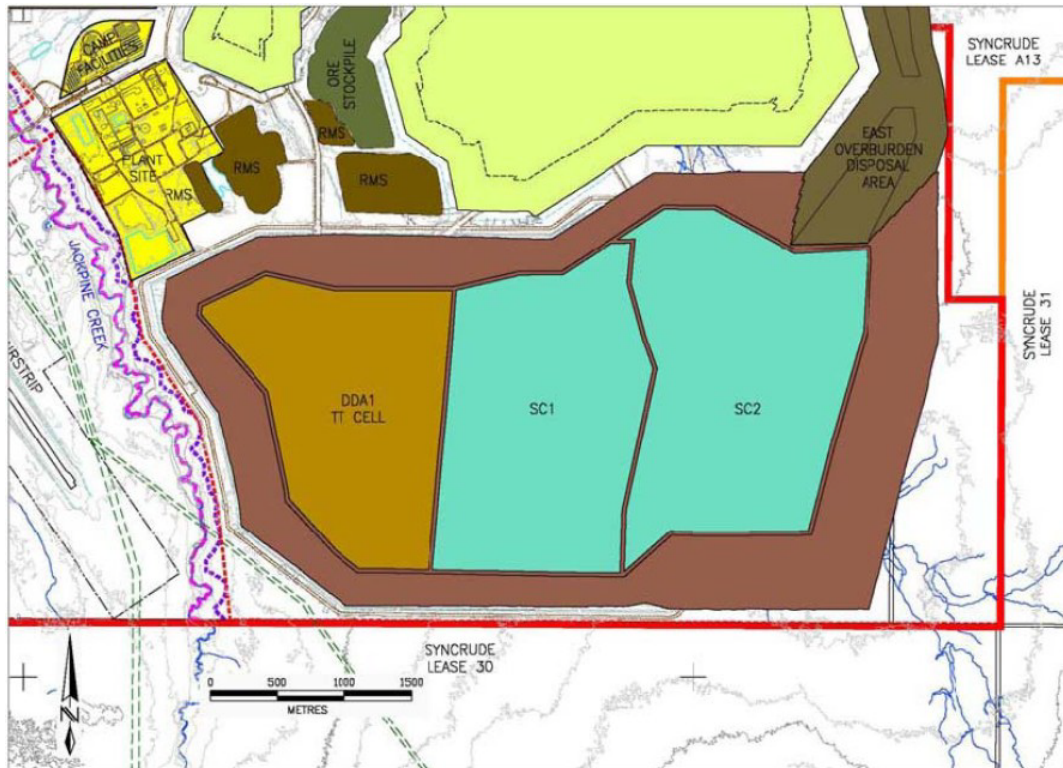 CAMP/
FACILITIES
PLANT
SITE
RMS
RMS
RMS
RMS
ORE
STOCKPILE
EAST
OVERBURDEN
DISPOSAL
AREA
SYNCRUDE
LEASE A13
SYNCRUDE
LEASE 31
JACKPINE CREEK
IRSTRIP
DDA1
TT CELL
SC1
SC2
SYNCRUDE
LEASE 30
0 500 1000 1500
METRES
N